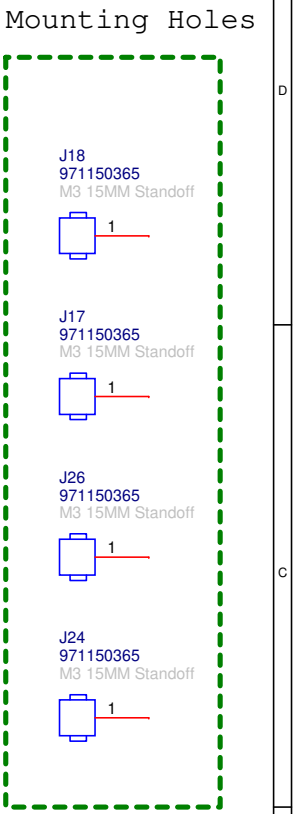 Mounting Holes
D
J18
971150365
M3 15MM Standoff
1
J17
971150365
M3 15MM Standoff
1
J26
971150365
M3 15MM Standoff
1
C
J24
971150365
M3 15MM Standoff
1